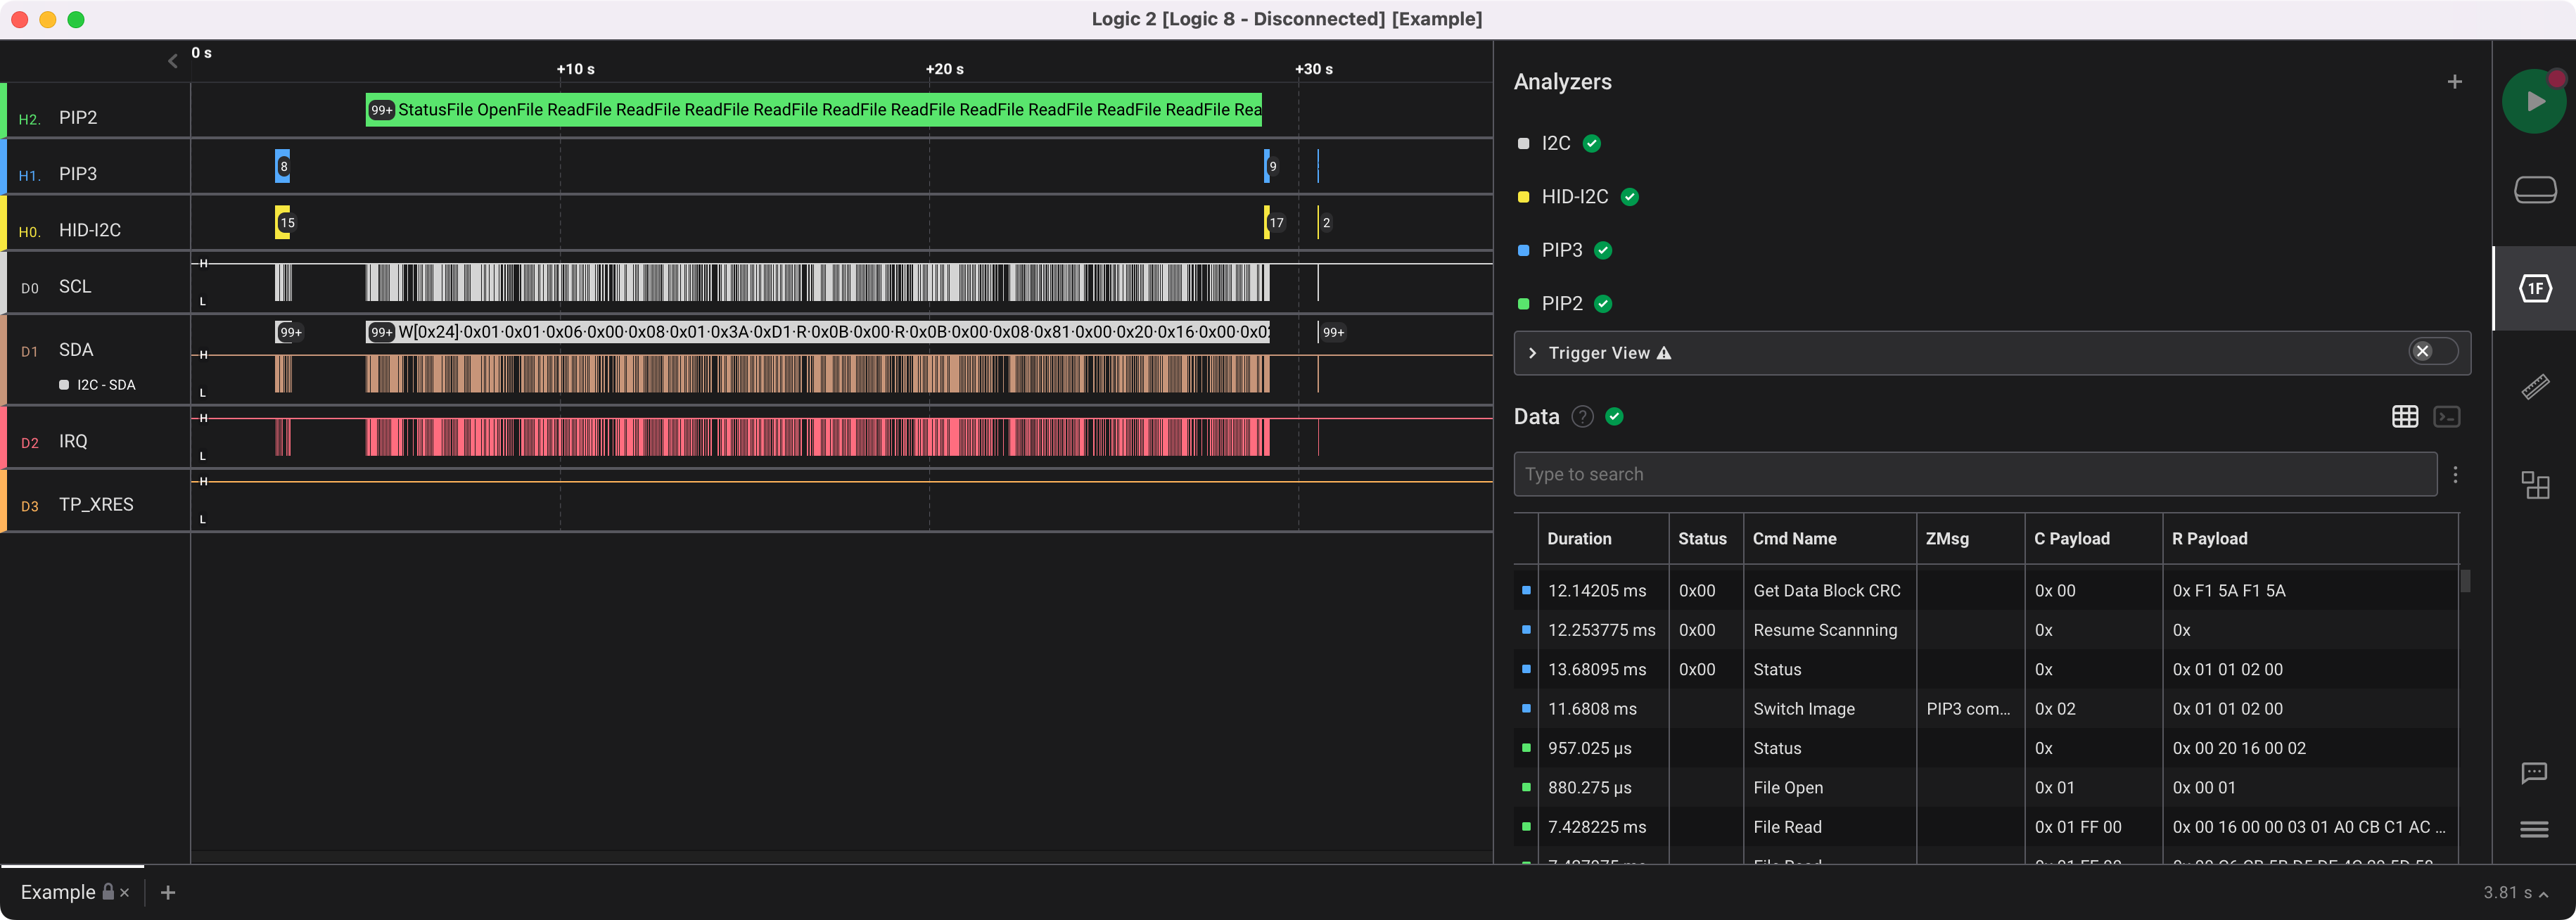 Logic 2 [Logic 8 - Disconnected] [Example]
0 s
+10 s
+20 s
+30 s
H2. PIP2
99+ StatusFile OpenFile ReadFile ReadFile ReadFile ReadFile ReadFile ReadFile ReadFile ReadFile ReadFile ReadFile Rea
H1. PIP3
8
9
H0. HID-I2C
15
17
2
D0 SCL
H
L
D1 SDA
I2C - SDA
99+
99+ W[0x24]·0x01·0x01·0x06·0x00·0x08·0x01·0x3A·0xD1·R·0x0B·0x00·R·0x0B·0x00·0x08·0x81·0x00·0x20·0x16·0x00·0x0
99+
H
L
D2 IRQ
H
L
D3 TP_XRES
H
L
Analyzers
I2C
HID-I2C
PIP3
PIP2
Trigger View
Data ?
Type to search
Duration Status Cmd Name ZMsg C Payload R Payload
12.14205 ms 0x00 Get Data Block CRC 0x 00 0x F1 5A F1 5A
12.253775 ms 0x00 Resume Scannning 0x 0x
13.68095 ms 0x00 Status 0x 0x 01 01 02 00
11.6808 ms Switch Image PIP3 com... 0x 02 0x 01 01 02 00
957.025 µs Status 0x 0x 00 20 16 00 02
880.275 µs File Open 0x 01 0x 00 01
7.428225 ms File Read 0x 01 FF 00 0x 00 16 00 00 03 01 A0 CB C1 AC ...
1F
Example
3.81 s